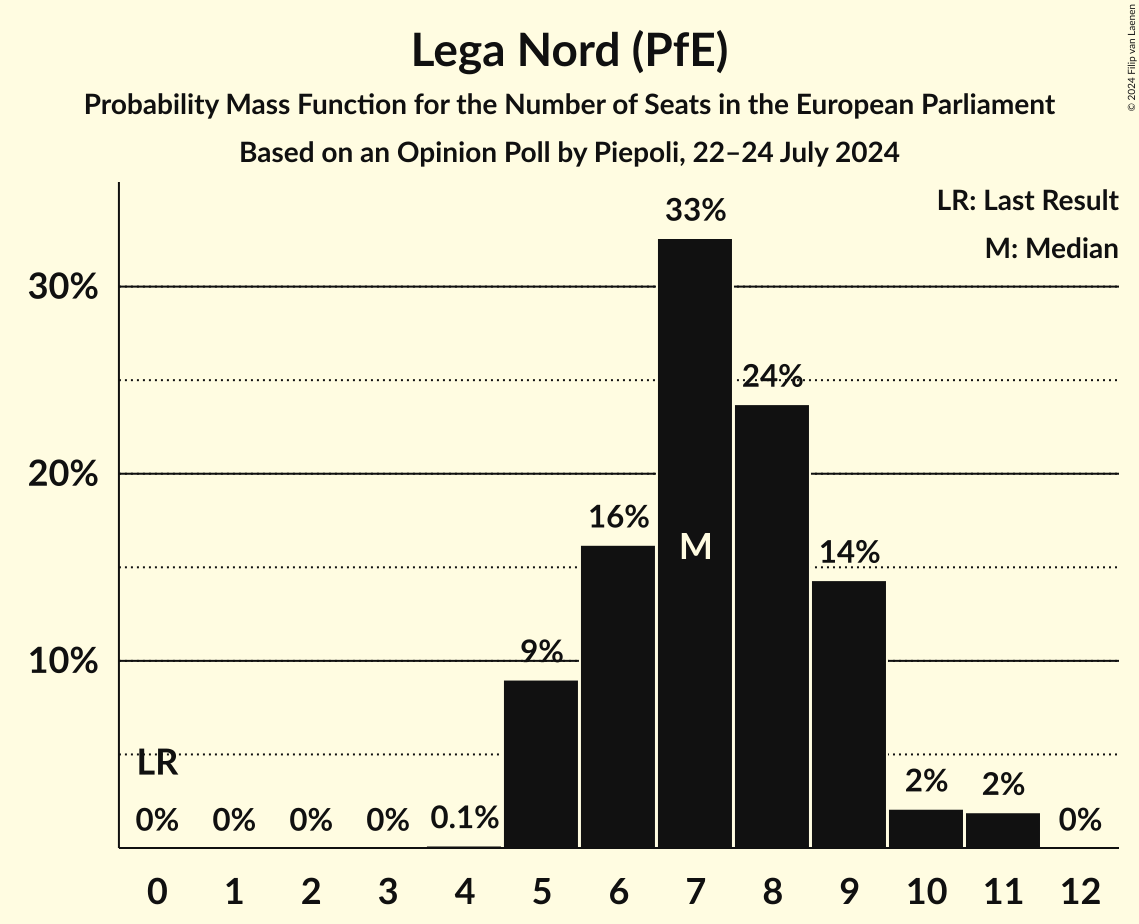 Lega Nord (PfE)
Probability Mass Function for the Number of Seats in the European Parliament
Based on an Opinion Poll by Piepoli, 22–24 July 2024
© 2024 Filip van Laenen
LR: Last Result
M: Median
33%
30%
24%
20%
16%
M
14%
9%
10%
LR
2%
2%
0%
0%
0%
0%
0.1%
0%
0 1 2 3 4 5 6 7 8 9 10 11 12